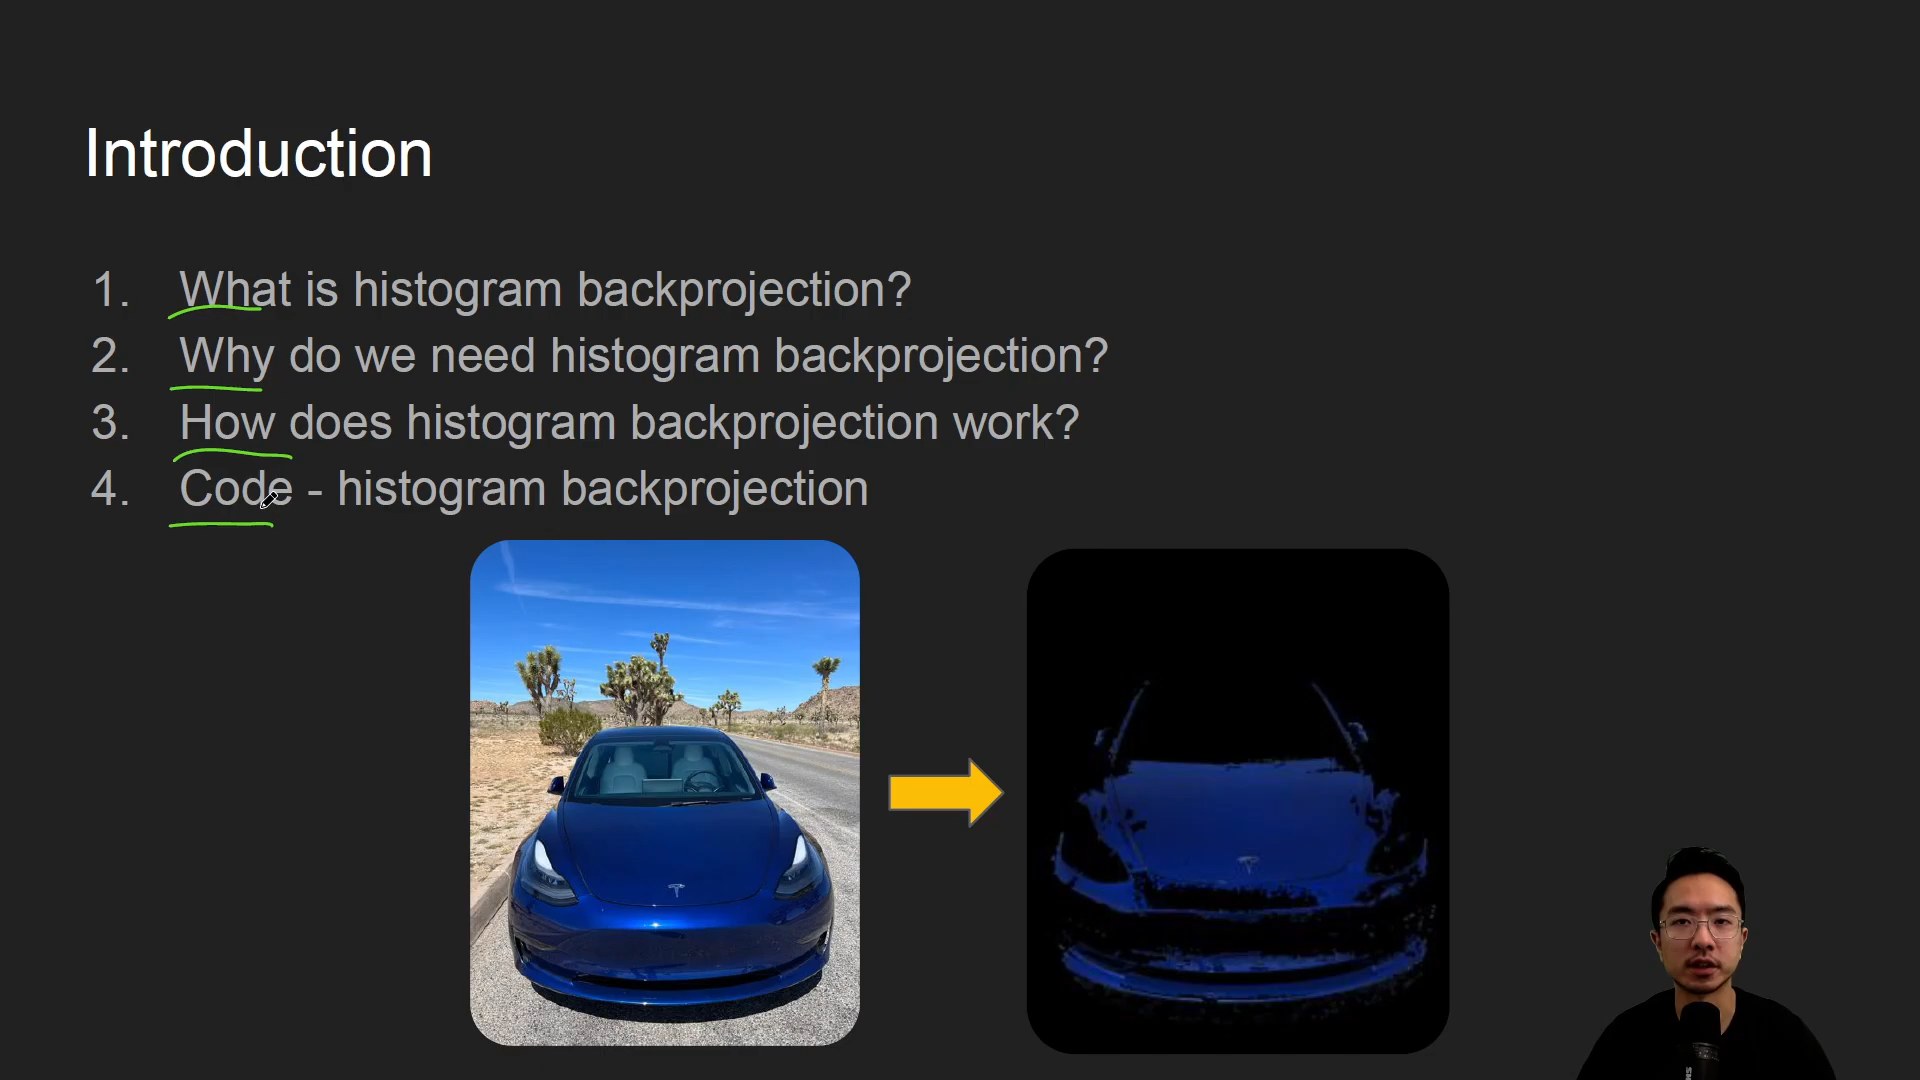 Introduction
1. What is histogram backprojection?
2. Why do we need histogram backprojection?
3. How does histogram backprojection work?
4. Code - histogram backprojection